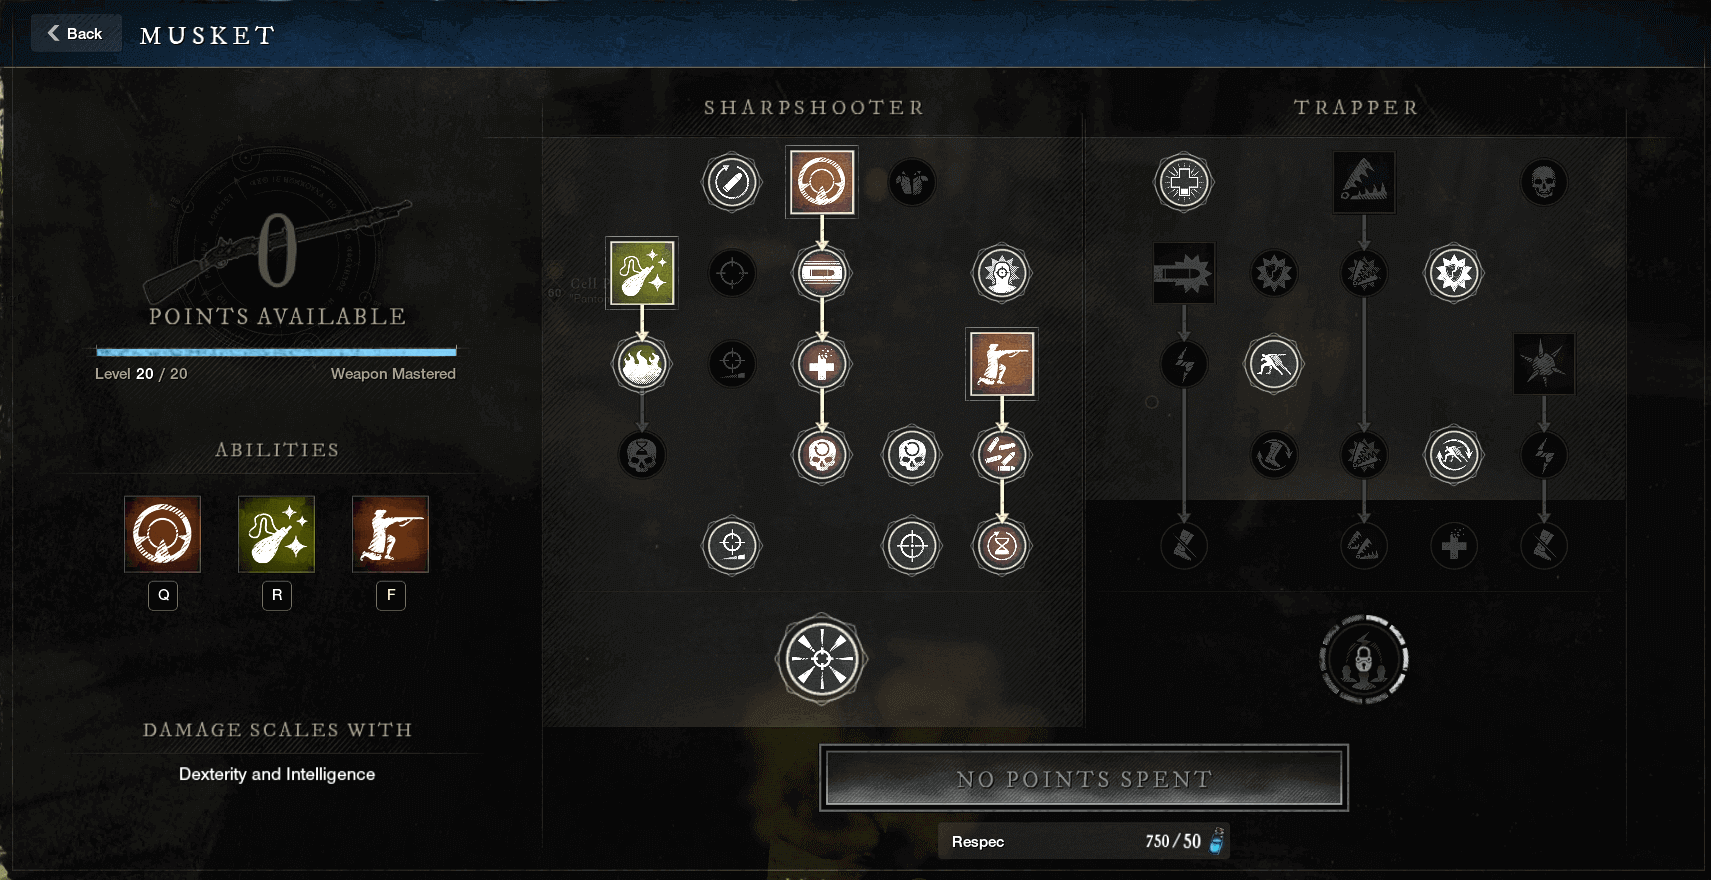 Back
MUSKET
SHARPSHOOTER
TRAPPER
0
POINTS AVAILABLE
Level 20 / 20
Weapon Mastered
ABILITIES
Q
R
F
DAMAGE SCALES WITH
Dexterity and Intelligence
NO POINTS SPENT
Respec
750/50